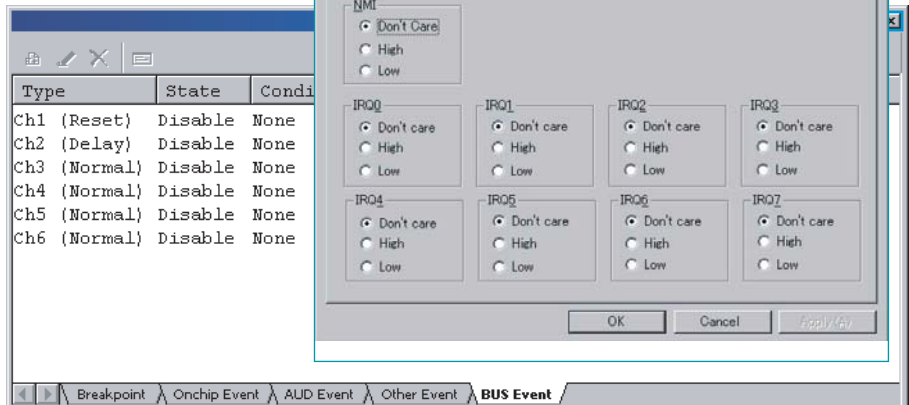 NMI
Don't Care
High
Low
Type State Condi
Ch1 (Reset) Disable None
Ch2 (Delay) Disable None
Ch3 (Normal) Disable None
Ch4 (Normal) Disable None
Ch5 (Normal) Disable None
Ch6 (Normal) Disable None
IRQ0 IRQ1 IRQ2 IRQ3
Don't care Don't care Don't care Don't care
High High High High
Low Low Low Low
IRQ4 IRQ5 IRQ6 IRQ7
Don't care Don't care Don't care Don't care
High High High High
Low Low Low Low
OK Cancel Apply(A)
Breakpoint Onchip Event AUD Event Other Event BUS Event